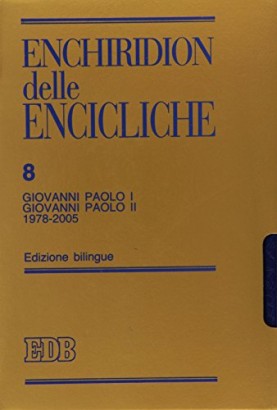 ENCHIRIDION
delle
ENCICLICHE
8
GIOVANNI PAOLO I
GIOVANNI PAOLO II
1978-2005
Edizione bilingue
EDB